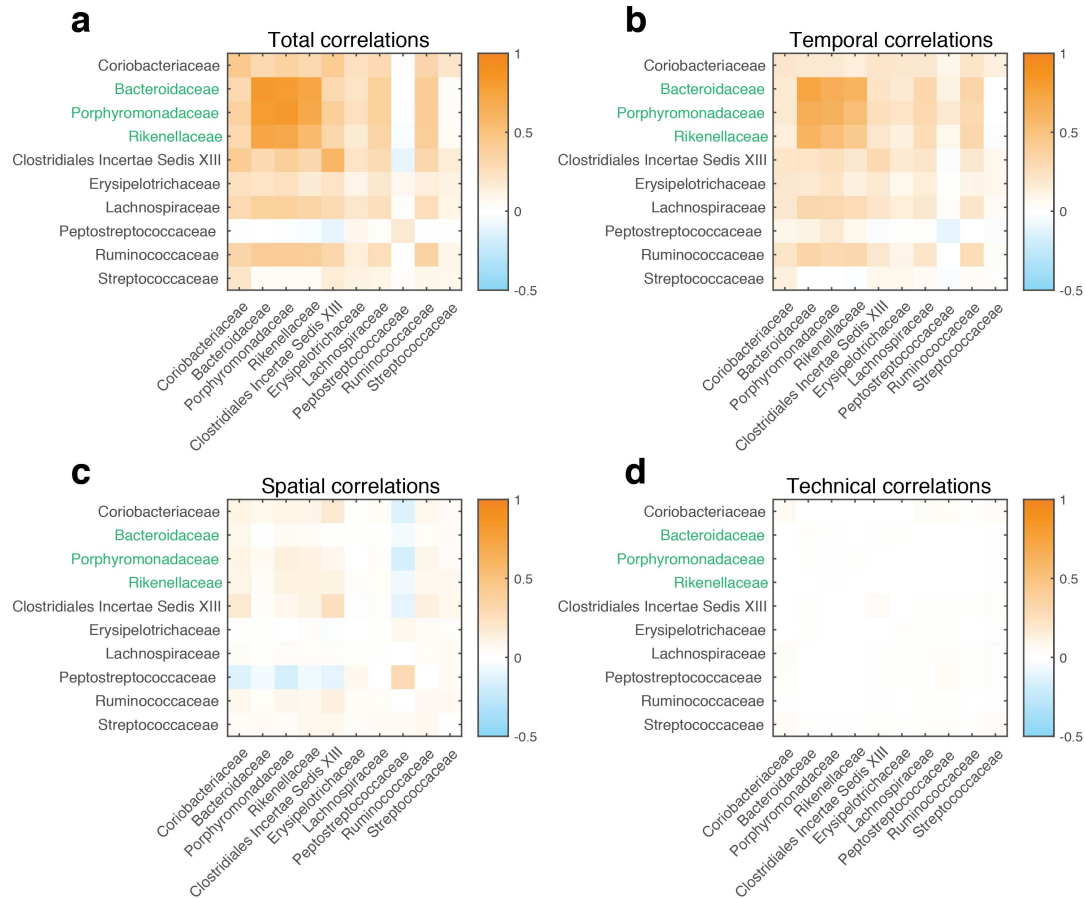 a
Total correlations
Coriobacteriaceae
Bacteroidaceae
Porphyromonadaceae
Rikenellaceae
Clostridiales Incertae Sedis XIII
Erysipelotrichaceae
Lachnospiraceae
Peptostreptococcaceae
Ruminococcaceae
Streptococcaceae
Coriobacteriaceae
Bacteroidaceae
Porphyromonadaceae
Rikenellaceae
Clostridiales Incertae Sedis XIII
Erysipelotrichaceae
Lachnospiraceae
Peptostreptococcaceae
Ruminococcaceae
Streptococcaceae
1
0.5
0
-0.5
b
Temporal correlations
Coriobacteriaceae
Bacteroidaceae
Porphyromonadaceae
Rikenellaceae
Clostridiales Incertae Sedis XIII
Erysipelotrichaceae
Lachnospiraceae
Peptostreptococcaceae
Ruminococcaceae
Streptococcaceae
Coriobacteriaceae
Bacteroidaceae
Porphyromonadaceae
Rikenellaceae
Clostridiales Incertae Sedis XIII
Erysipelotrichaceae
Lachnospiraceae
Peptostreptococcaceae
Ruminococcaceae
Streptococcaceae
1
0.5
0
-0.5
c
Spatial correlations
Coriobacteriaceae
Bacteroidaceae
Porphyromonadaceae
Rikenellaceae
Clostridiales Incertae Sedis XIII
Erysipelotrichaceae
Lachnospiraceae
Peptostreptococcaceae
Ruminococcaceae
Streptococcaceae
Coriobacteriaceae
Bacteroidaceae
Porphyromonadaceae
Rikenellaceae
Clostridiales Incertae Sedis XIII
Erysipelotrichaceae
Lachnospiraceae
Peptostreptococcaceae
Ruminococcaceae
Streptococcaceae
1
0.5
0
-0.5
d
Technical correlations
Coriobacteriaceae
Bacteroidaceae
Porphyromonadaceae
Rikenellaceae
Clostridiales Incertae Sedis XIII
Erysipelotrichaceae
Lachnospiraceae
Peptostreptococcaceae
Ruminococcaceae
Streptococcaceae
Coriobacteriaceae
Bacteroidaceae
Porphyromonadaceae
Rikenellaceae
Clostridiales Incertae Sedis XIII
Erysipelotrichaceae
Lachnospiraceae
Peptostreptococcaceae
Ruminococcaceae
Streptococcaceae
1
0.5
0
-0.5